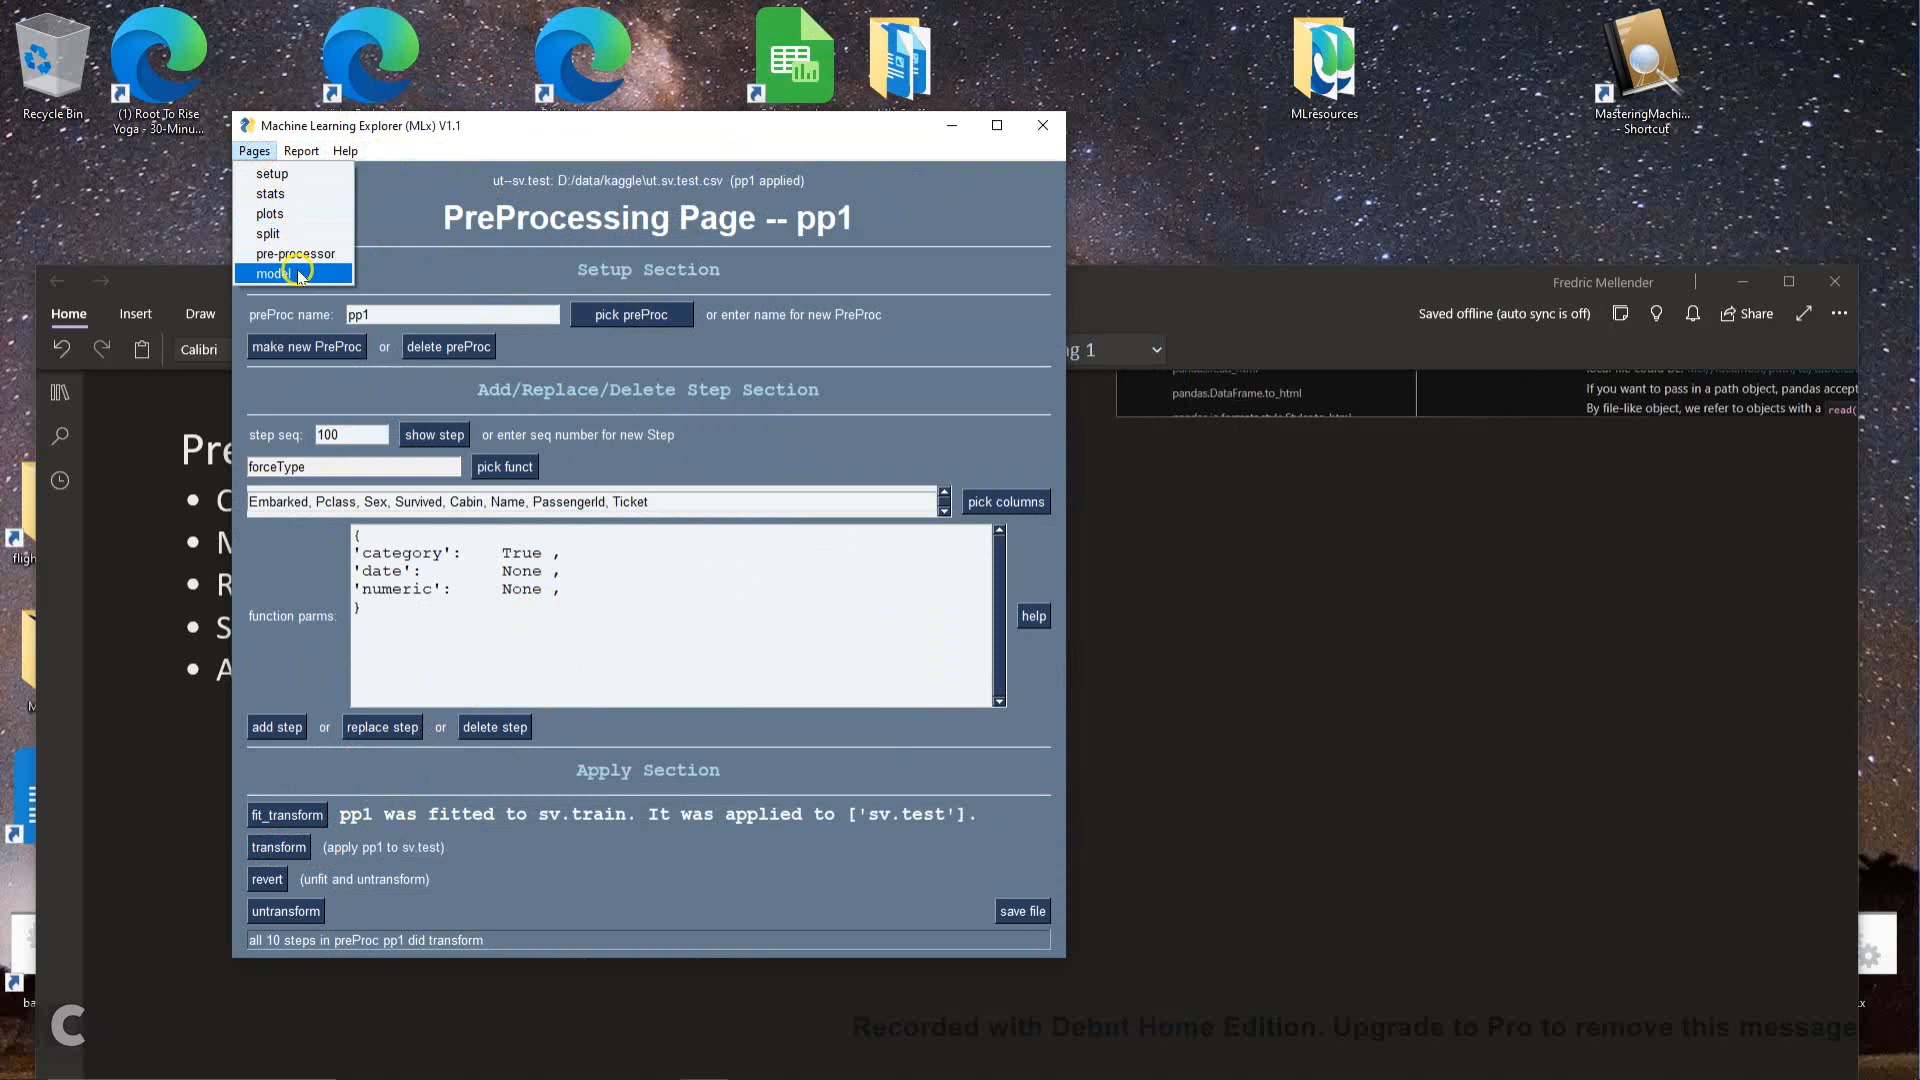 Recycle Bin
(1) Root To Rise
Yoga - 30-Minu...
MLresources
MasteringMachi...
- Shortcut
Machine Learning Explorer (MLx) V1.1
Pages Report Help
setup
stats
plots
split
pre-processor
model
ut--sv.test: D:/data/kaggle\ut.sv.test.csv (pp1 applied)
PreProcessing Page -- pp1
Setup Section
preProc name: pp1 pick preProc or enter name for new PreProc
make new PreProc or delete preProc
Add/Replace/Delete Step Section
step seq: 100 show step or enter seq number for new Step
forceType pick funct
Embarked, Pclass, Sex, Survived, Cabin, Name, PassengerId, Ticket pick columns
{
'category': True ,
'date': None ,
'numeric': None ,
}
function parms: help
add step or replace step or delete step
Apply Section
fit_transform pp1 was fitted to sv.train. It was applied to ['sv.test'].
transform (apply pp1 to sv.test)
revert (unfit and untransform)
untransform save file
all 10 steps in preProc pp1 did transform
Fredric Mellender
Home Insert Draw
Saved offline (auto sync is off) Share
Calibri
g 1
pandas.DataFrame.to_html
If you want to pass in a path object, pandas accept
By file-like object, we refer to objects with a read(
Pre
C
R
S
A
fligh
ba
Recorded with Debut Home Edition. Upgrade to Pro to remove this message